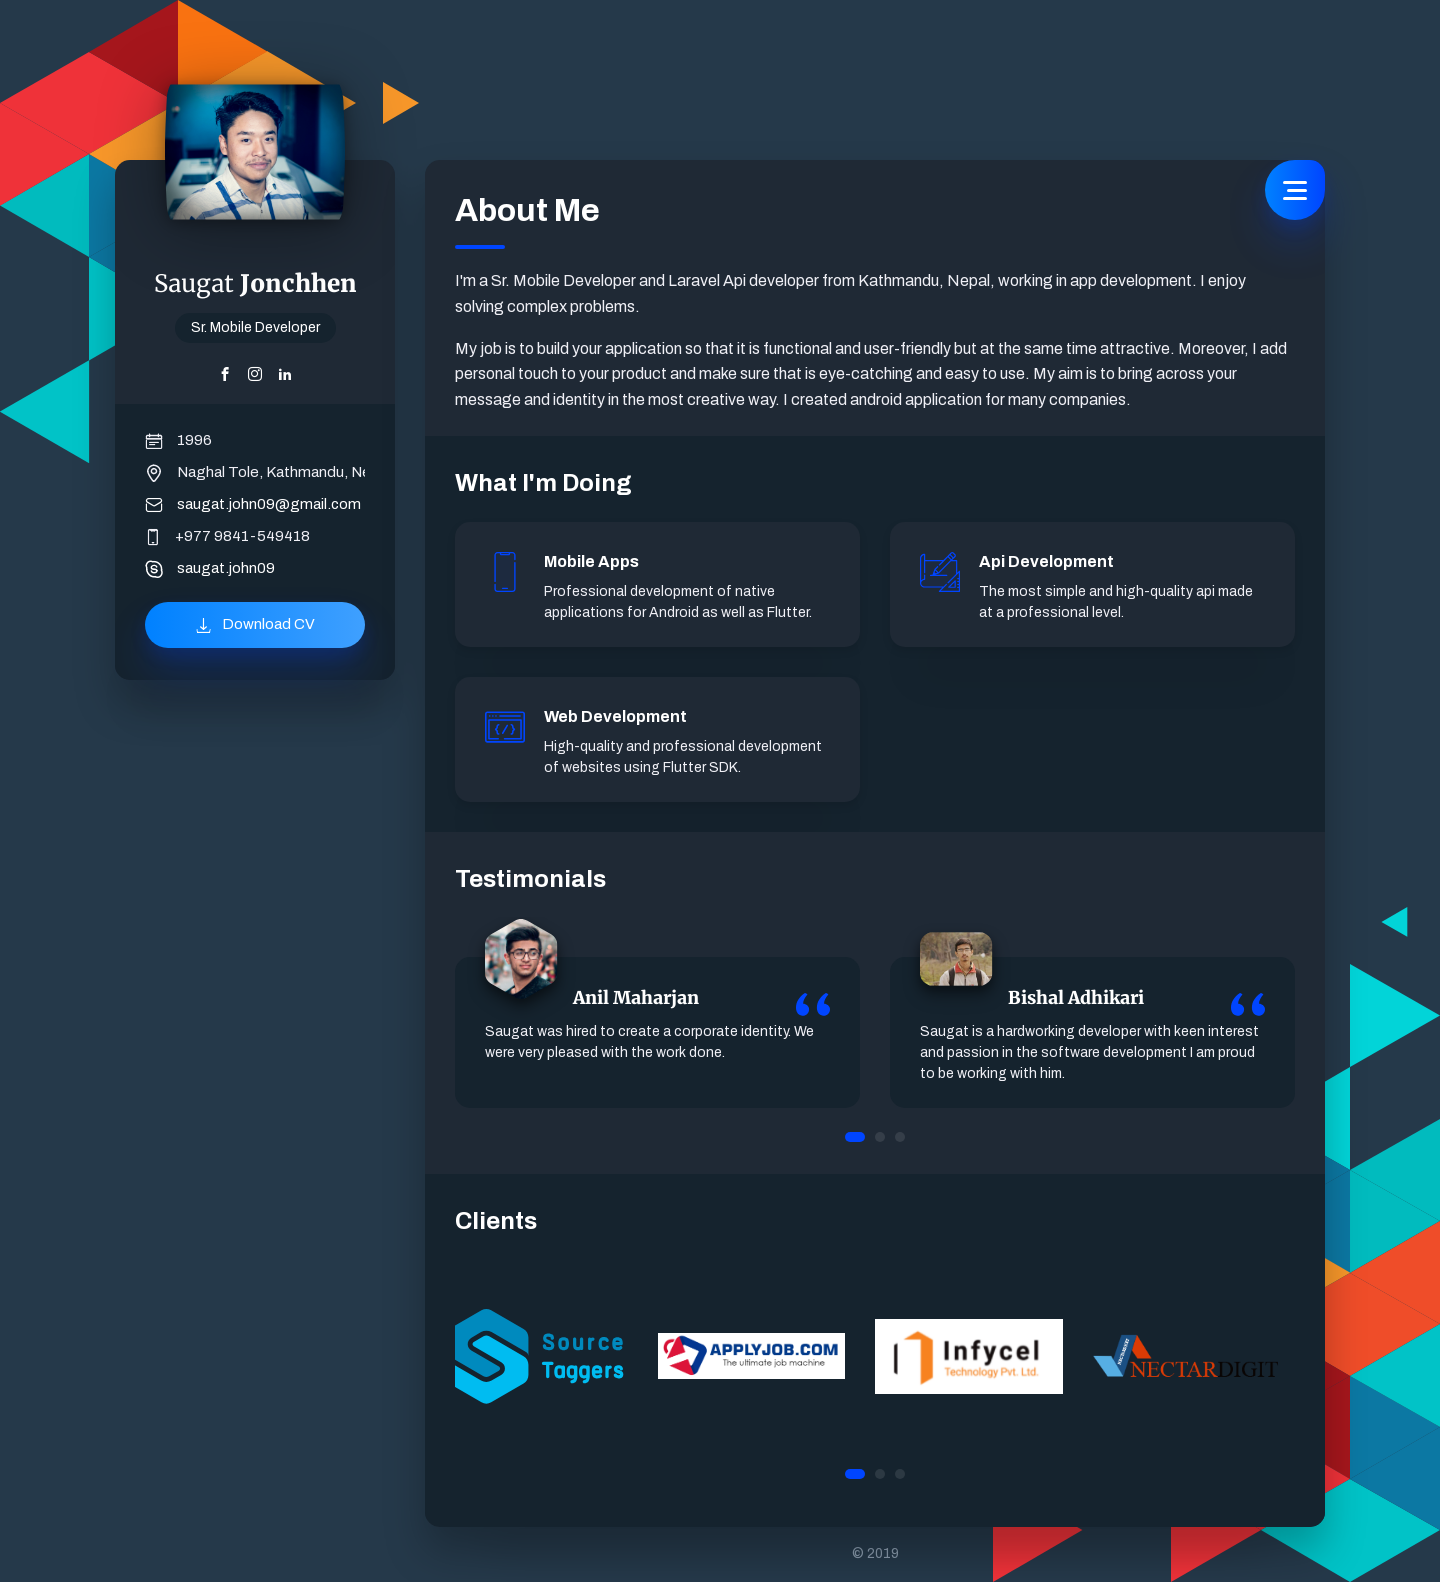 Saugat Jonchhen
Sr. Mobile Developer
1996
Naghal Tole, Kathmandu, Ne
saugat.john09@gmail.com
+977 9841-549418
saugat.john09
Download CV
About Me
I'm a Sr. Mobile Developer and Laravel Api developer from Kathmandu, Nepal, working in app development. I enjoy
solving complex problems.
My job is to build your application so that it is functional and user-friendly but at the same time attractive. Moreover, I add
personal touch to your product and make sure that is eye-catching and easy to use. My aim is to bring across your
message and identity in the most creative way. I created android application for many companies.
What I'm Doing
Mobile Apps
Professional development of native
applications for Android as well as Flutter.
Api Development
The most simple and high-quality api made
at a professional level.
Web Development
High-quality and professional development
of websites using Flutter SDK.
Testimonials
Anil Maharjan
Saugat was hired to create a corporate identity. We
were very pleased with the work done.
Bishal Adhikari
Saugat is a hardworking developer with keen interest
and passion in the software development I am proud
to be working with him.
Clients
Source
Taggers
APPLYJOB.COM
The ultimate job machine
Infycel
Technology Pvt. Ltd.
NECTARDIGIT
© 2019